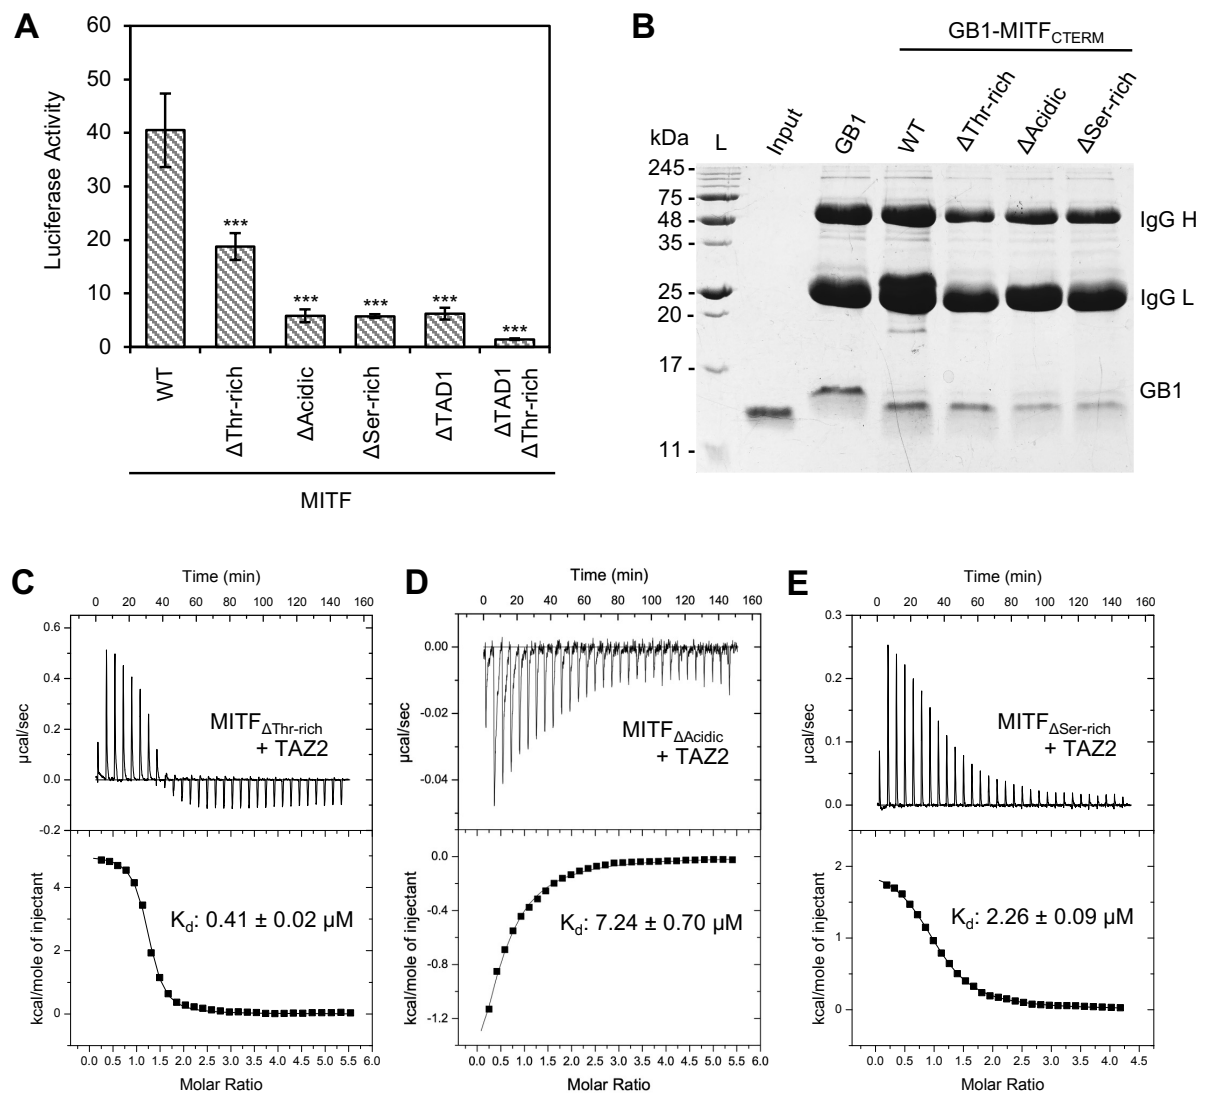 A
60
50
40
30
20
10
0
Luciferase Activity
***
***
***
***
***
WT
ΔThr-rich
ΔAcidic
ΔSer-rich
ΔTAD1
ΔTAD1
ΔThr-rich
MITF
B
GB1-MITFCTERM
kDa
L
Input
GB1
WT
ΔThr-rich
ΔAcidic
ΔSer-rich
245
75
48
35
25
20
17
11
IgG H
IgG L
GB1
C
Time (min)
0 20 40 60 80 100 120 140 160
0.6
0.4
0.2
0.0
-0.2
µcal/sec
MITFΔThr-rich
+ TAZ2
4
2
0
kcal/mole of injectant
Kd: 0.41 ± 0.02 µM
0.0 0.5 1.0 1.5 2.0 2.5 3.0 3.5 4.0 4.5 5.0 5.5 6.0
Molar Ratio
D
Time (min)
0 20 40 60 80 100 120 140 160
0.00
-0.02
-0.04
µcal/sec
MITFΔAcidic
+ TAZ2
0.0
-0.4
-0.8
-1.2
kcal/mole of injectant
Kd: 7.24 ± 0.70 µM
0.0 0.5 1.0 1.5 2.0 2.5 3.0 3.5 4.0 4.5 5.0 5.5 6.0
Molar Ratio
E
Time (min)
0 20 40 60 80 100 120 140 160
0.3
0.2
0.1
0.0
µcal/sec
MITFΔSer-rich
+ TAZ2
2
1
0
kcal/mole of injectant
Kd: 2.26 ± 0.09 µM
0.0 0.5 1.0 1.5 2.0 2.5 3.0 3.5 4.0 4.5
Molar Ratio